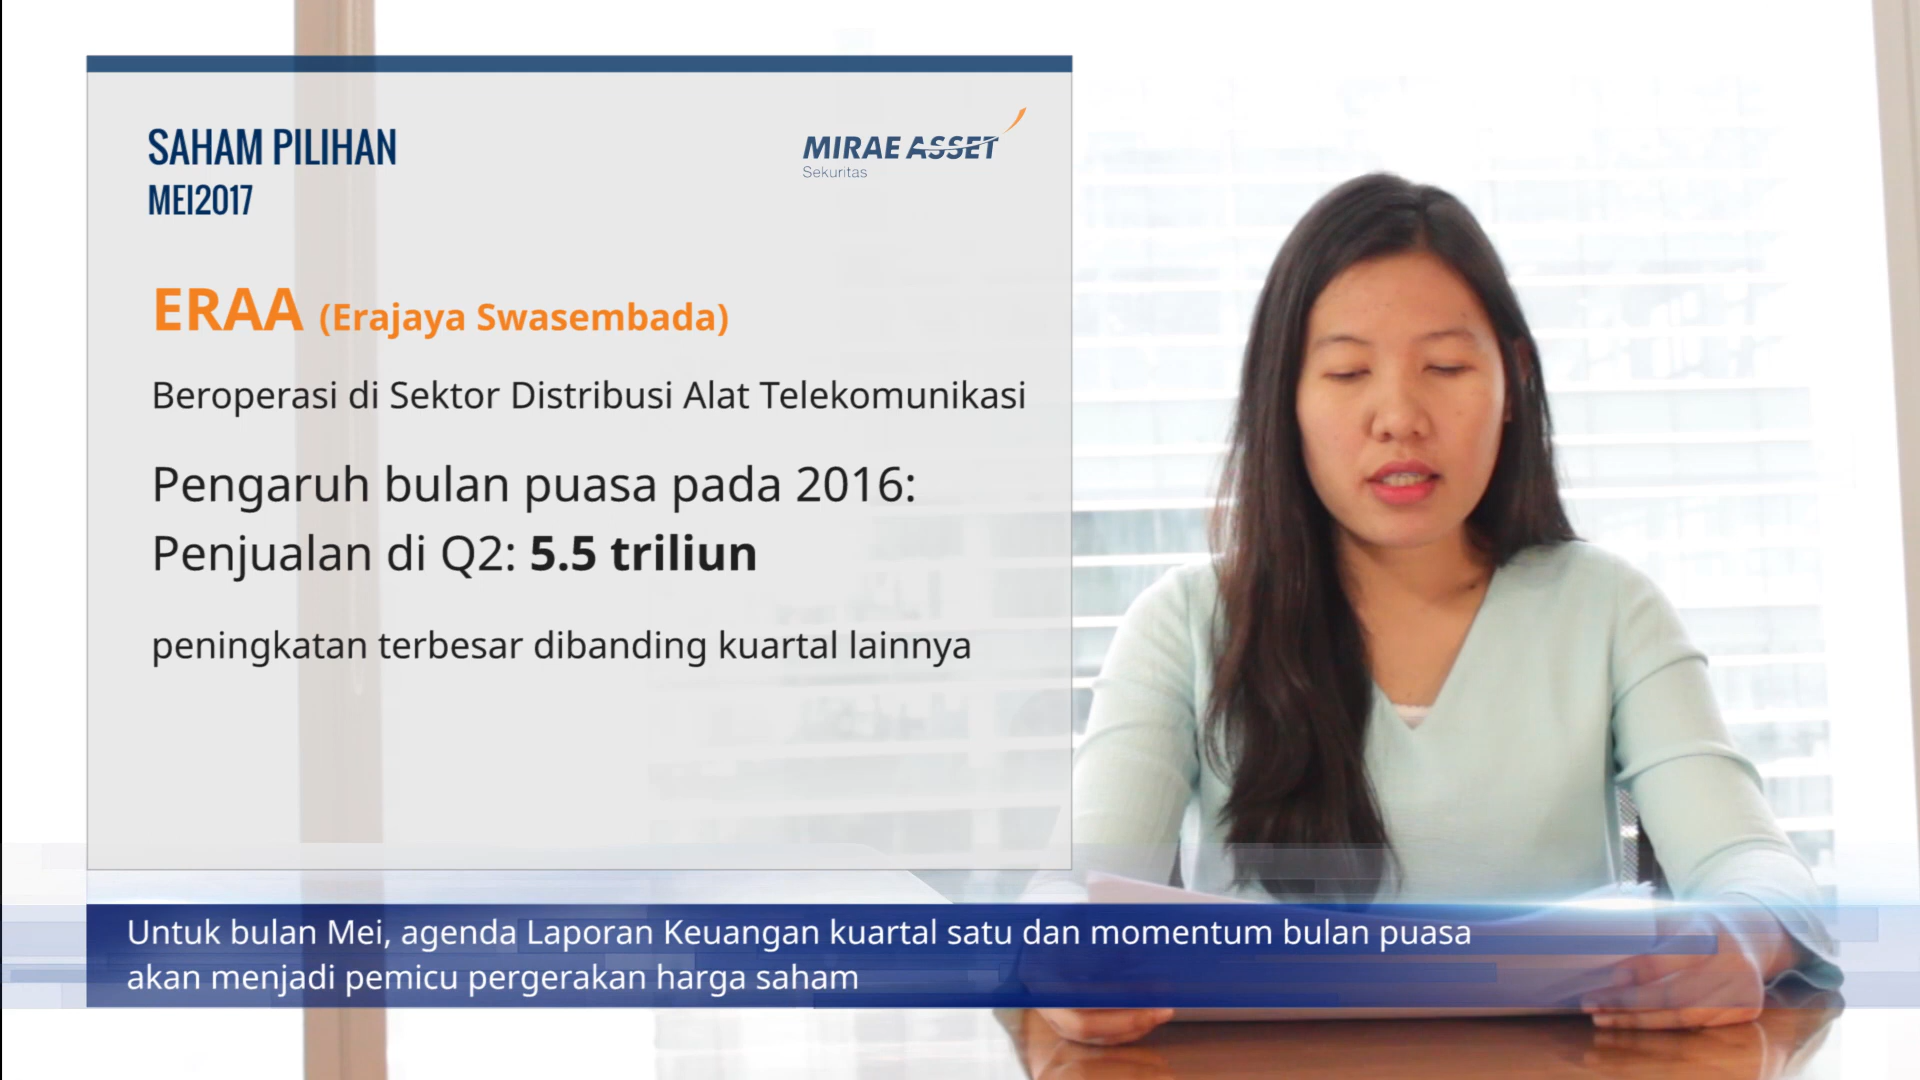 SAHAM PILIHAN
MEI2017
MIRAE ASSET
Sekuritas
ERAA (Erajaya Swasembada)
Beroperasi di Sektor Distribusi Alat Telekomunikasi
Pengaruh bulan puasa pada 2016:
Penjualan di Q2: 5.5 triliun
peningkatan terbesar dibanding kuartal lainnya
Untuk bulan Mei, agenda Laporan Keuangan kuartal satu dan momentum bulan puasa
akan menjadi pemicu pergerakan harga saham